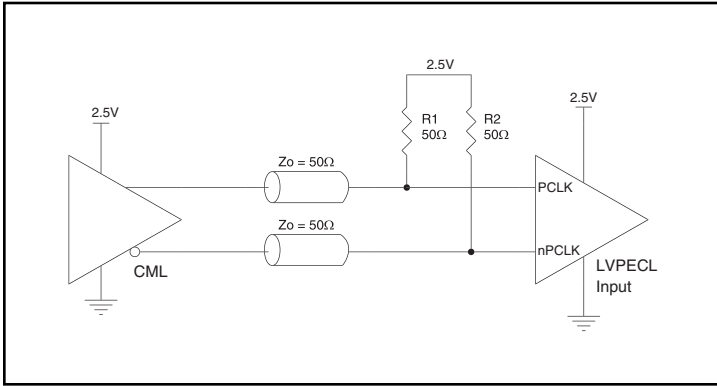 2.5V
2.5V
2.5V
R1
50Ω
R2
50Ω
Zo = 50Ω
PCLK
Zo = 50Ω
nPCLK
CML
LVPECL
Input